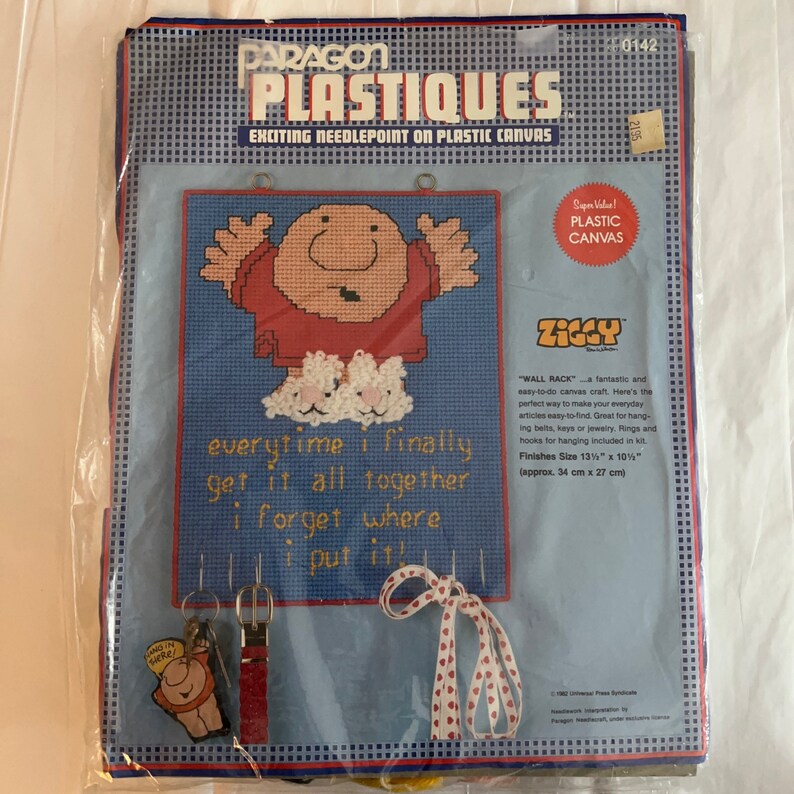 PARAGON
0142
PLASTIQUES
EXCITING NEEDLEPOINT ON PLASTIC CANVAS
2195
Super Value!
PLASTIC
CANVAS
ZIGGY™
"WALL RACK" ....a fantastic and
easy-to-do canvas craft. Here's the
perfect way to make your everyday
articles easy-to-find. Great for hang-
ing belts, keys or jewelry. Rings and
hooks for hanging included in kit.
Finishes Size 13½" x 10½"
(approx. 34 cm x 27 cm)
everytime i finally
get it all together
i forget where
i put it!
HANG IN
THERE!
© 1982 Universal Press Syndicate
Needlework Interpretation by
Paragon Needlecraft, under exclusive license